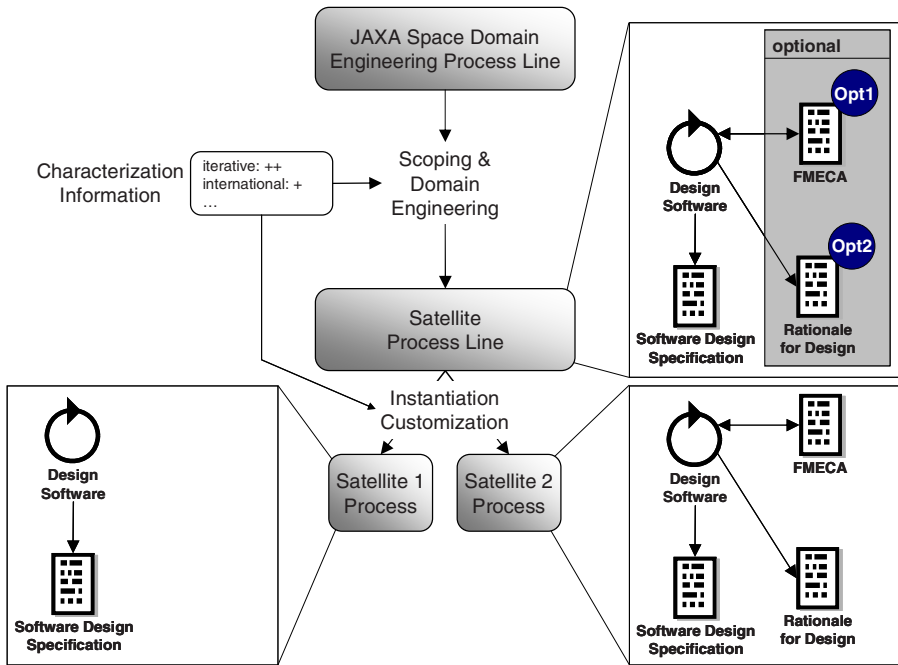 JAXA Space Domain
Engineering Process Line
Characterization
Information
iterative: ++
international: +
...
Scoping &
Domain
Engineering
Satellite
Process Line
optional
Opt1
FMECA
Design
Software
Opt2
Software Design
Specification
Rationale
for Design
Instantiation
Customization
Satellite 1
Process
Satellite 2
Process
Design
Software
Software Design
Specification
FMECA
Design
Software
Software Design
Specification
Rationale
for Design